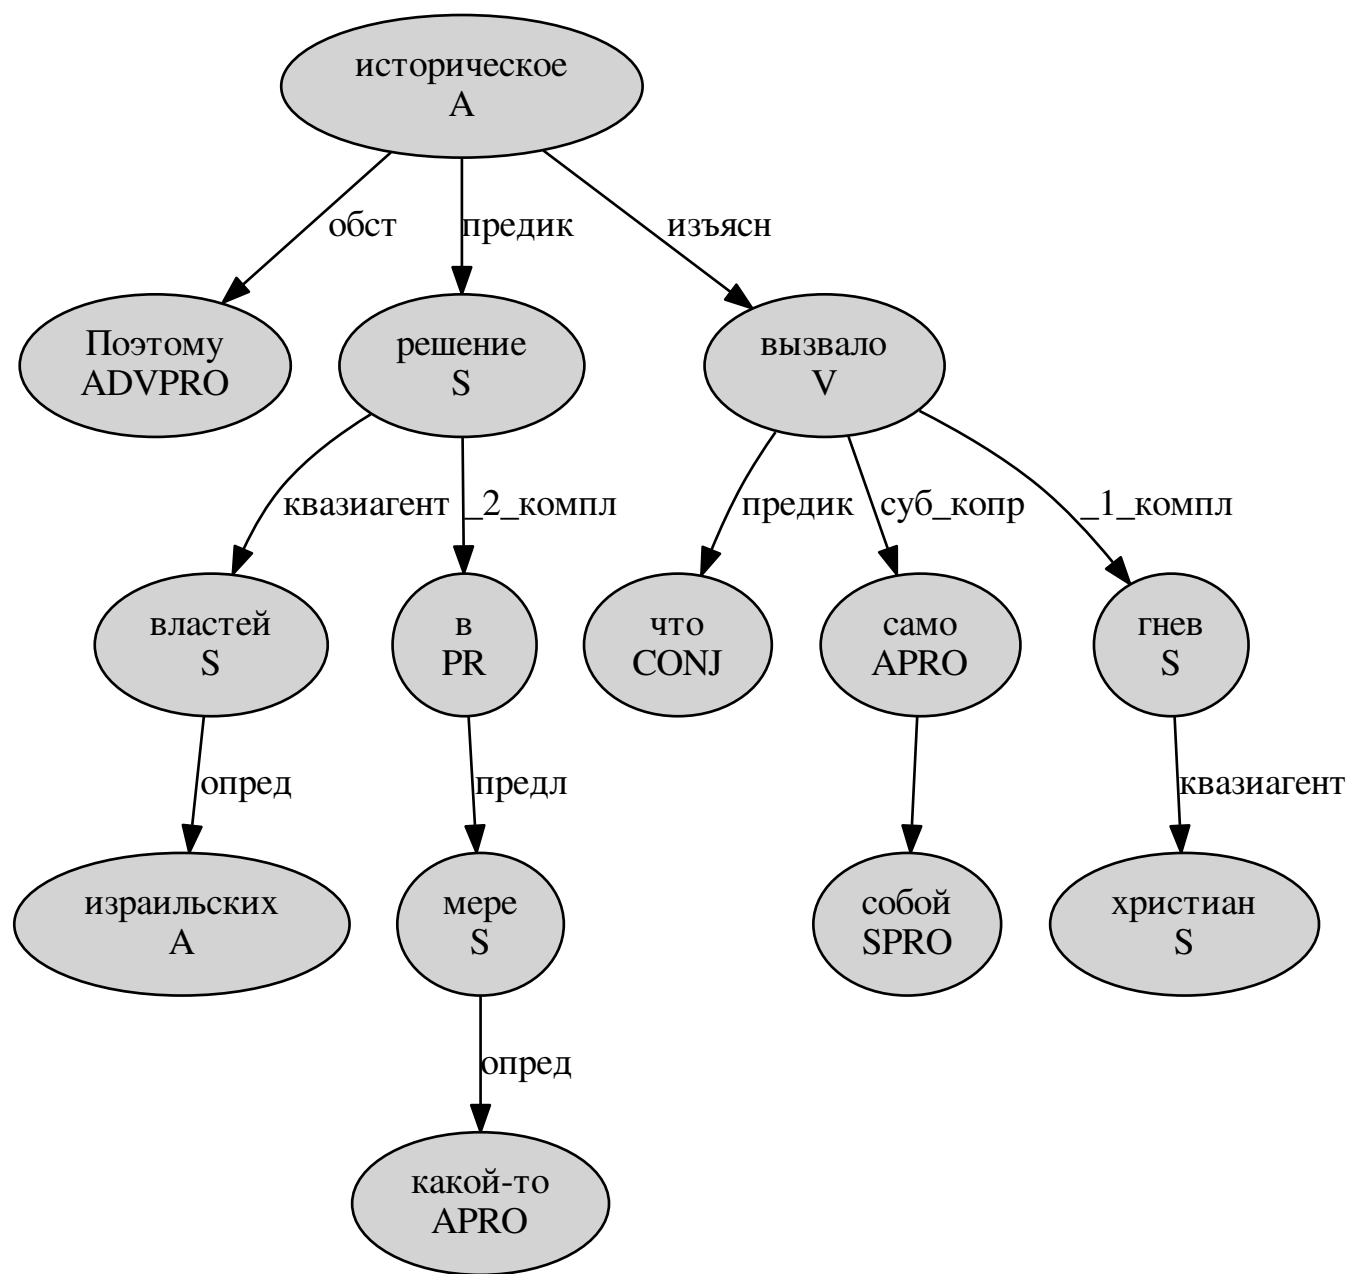 историческое
A
обст
предик
изъясн
Поэтому
ADVPRO
решение
S
вызвало
V
квазиагент
_2_компл
предик
суб_копр
_1_компл
властей
S
в
PR
что
CONJ
само
APRO
гнев
S
опред
предл
квазиагент
израильских
A
мере
S
собой
SPRO
христиан
S
опред
какой-то
APRO